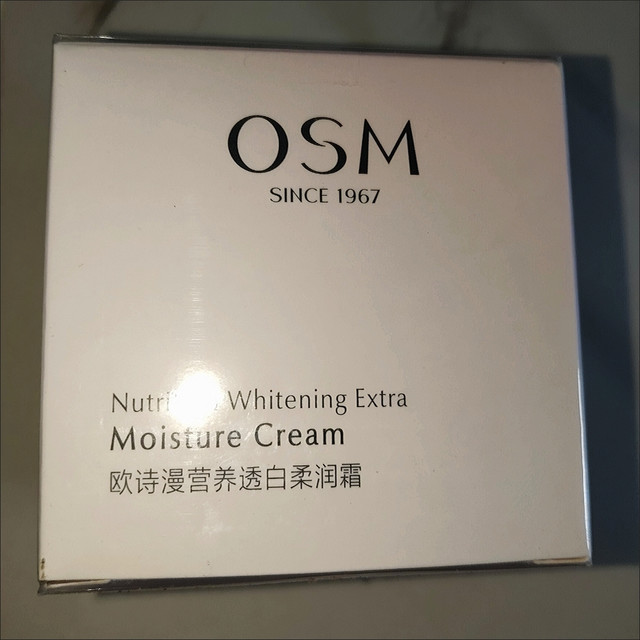 OSM
SINCE 1967
Whitening Extra
Moisture Cream
欧诗漫营养透白柔润霜